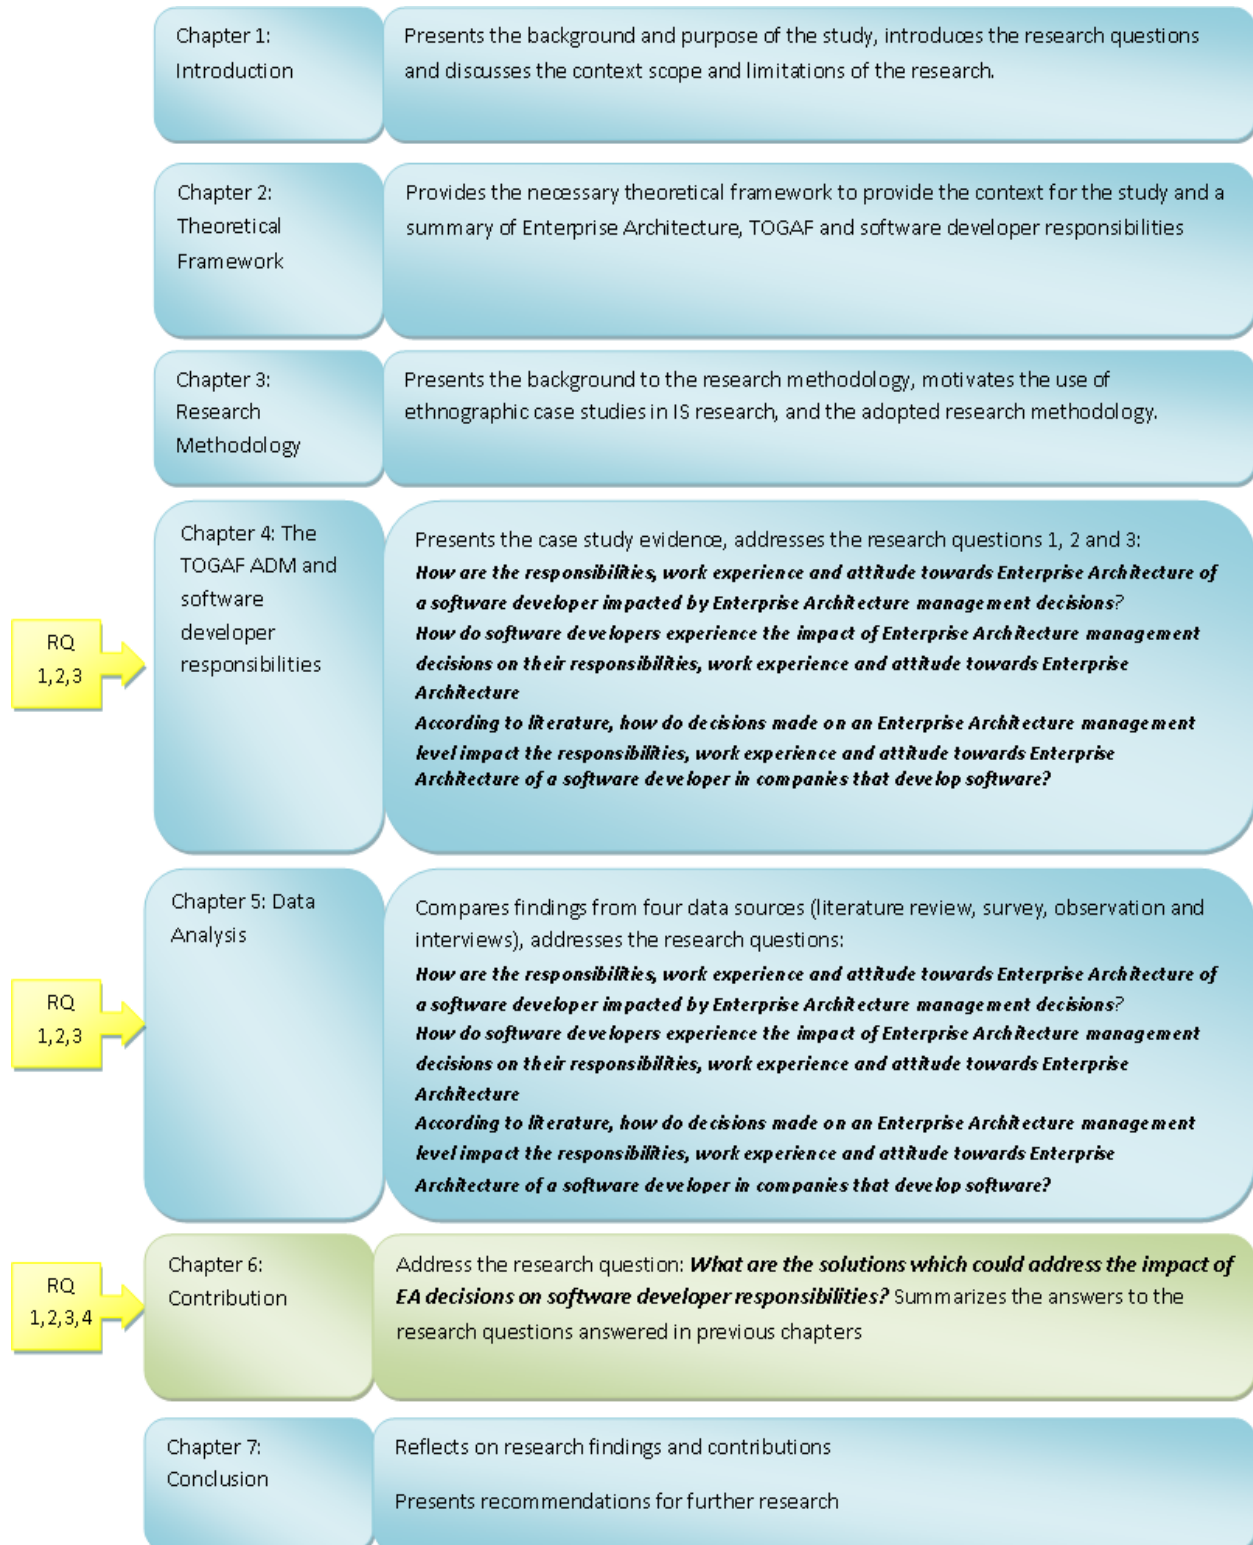 Chapter 1:
Introduction
Presents the background and purpose of the study, introduces the research questions
and discusses the context scope and limitations of the research.
Chapter 2:
Theoretical
Framework
Provides the necessary theoretical framework to provide the context for the study and a
summary of Enterprise Architecture, TOGAF and software developer responsibilities
Chapter 3:
Research
Methodology
Presents the background to the research methodology, motivates the use of
ethnographic case studies in IS research, and the adopted research methodology.
RQ
1,2,3
Chapter 4: The
TOGAF ADM and
software
developer
responsibilities
Presents the case study evidence, addresses the research questions 1, 2 and 3:
How are the responsibilities, work experience and attitude towards Enterprise Architecture of
a software developer impacted by Enterprise Architecture management decisions?
How do software developers experience the impact of Enterprise Architecture management
decisions on their responsibilities, work experience and attitude towards Enterprise
Architecture
According to literature, how do decisions made on an Enterprise Architecture management
level impact the responsibilities, work experience and attitude towards Enterprise
Architecture of a software developer in companies that develop software?
RQ
1,2,3
Chapter 5: Data
Analysis
Compares findings from four data sources (literature review, survey, observation and
interviews), addresses the research questions:
How are the responsibilities, work experience and attitude towards Enterprise Architecture of
a software developer impacted by Enterprise Architecture management decisions?
How do software developers experience the impact of Enterprise Architecture management
decisions on their responsibilities, work experience and attitude towards Enterprise
Architecture
According to literature, how do decisions made on an Enterprise Architecture management
level impact the responsibilities, work experience and attitude towards Enterprise
Architecture of a software developer in companies that develop software?
RQ
1,2,3,4
Chapter 6:
Contribution
Address the research question: What are the solutions which could address the impact of
EA decisions on software developer responsibilities? Summarizes the answers to the
research questions answered in previous chapters
Chapter 7:
Conclusion
Reflects on research findings and contributions
Presents recommendations for further research